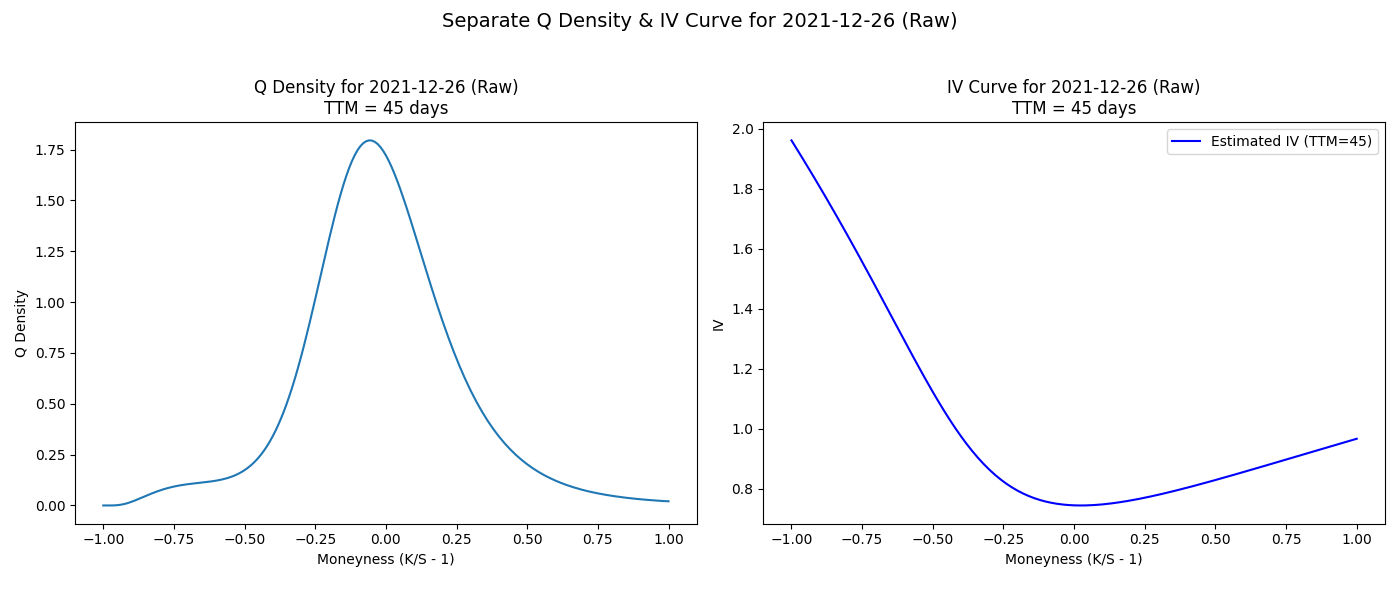 Separate Q Density & IV Curve for 2021-12-26 (Raw)
Q Density for 2021-12-26 (Raw)
TTM = 45 days
1.75
1.50
1.25
1.00
0.75
0.50
0.25
0.00
Q Density
−1.00 −0.75 −0.50 −0.25 0.00 0.25 0.50 0.75 1.00
Moneyness (K/S - 1)
IV Curve for 2021-12-26 (Raw)
TTM = 45 days
Estimated IV (TTM=45)
2.0
1.8
1.6
1.4
1.2
1.0
0.8
IV
−1.00 −0.75 −0.50 −0.25 0.00 0.25 0.50 0.75 1.00
Moneyness (K/S - 1)